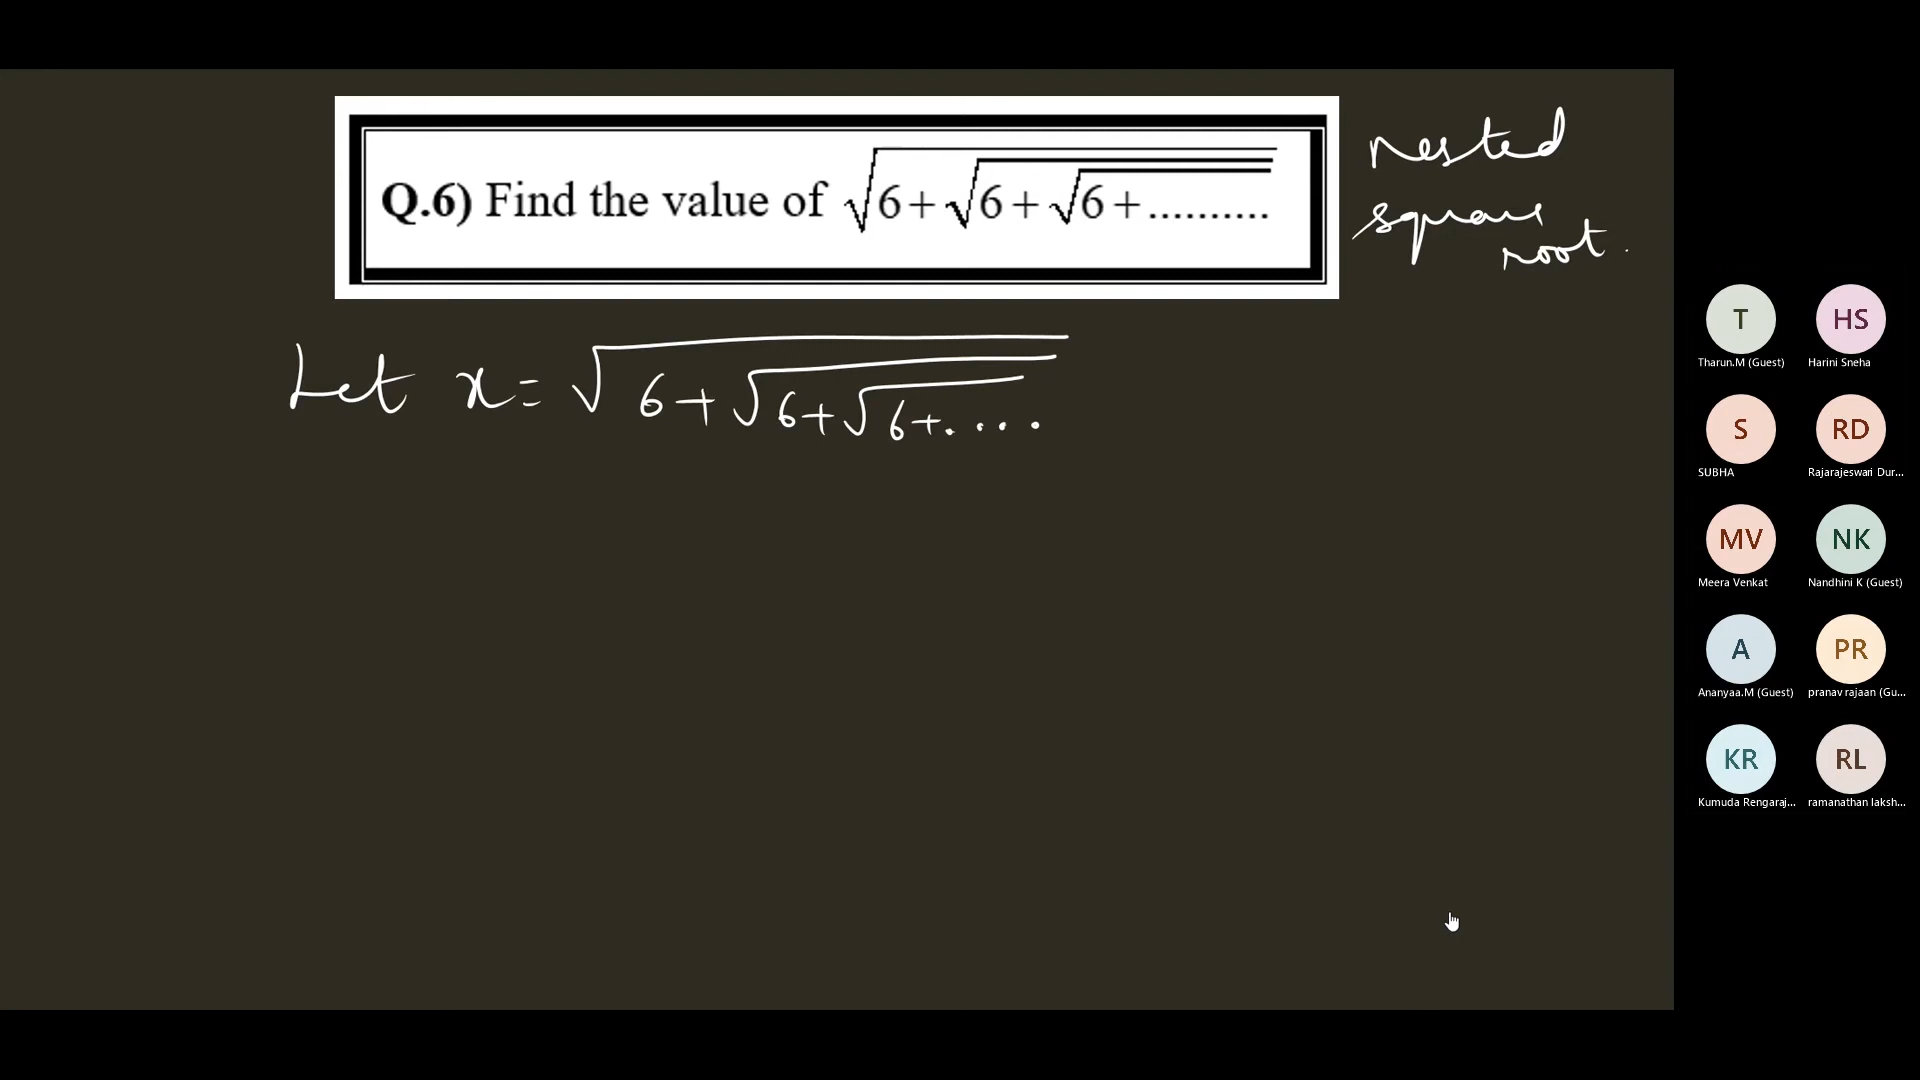 Q.6) Find the value of √6+√6+√6+..........
nested
square
root.
Let x = √6+√6+√6+....
T
HS
Tharun.M (Guest)
Harini Sneha
S
RD
SUBHA
Rajarajeswari Dur...
MV
NK
Meera Venkat
Nandhini K (Guest)
A
PR
Ananyaa.M (Guest)
pranav rajaan (Gu...
KR
RL
Kumuda Rengaraj...
ramanathan laksh...